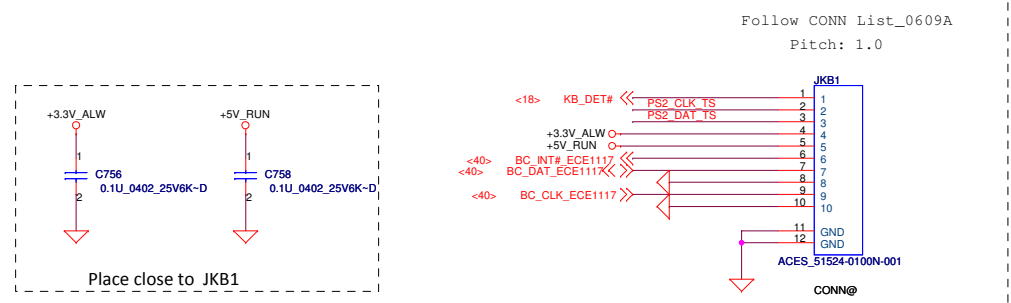 Follow CONN List_0609A
Pitch: 1.0
JKB1
<18> KB_DET# 1 1
PS2_CLK_TS 2 2
PS2_DAT_TS 3 3
+3.3V_ALW 4 4
+5V_RUN 5 5
<40> BC_INT#_ECE1117 6 6
<40> BC_DAT_ECE1117 7 7
8 8
<40> BC_CLK_ECE1117 9 9
10 10
11 GND
12 GND
ACES_51524-0100N-001
CONN@
+3.3V_ALW
1
C756
0.1U_0402_25V6K~D
2
+5V_RUN
1
C758
0.1U_0402_25V6K~D
2
Place close to JKB1